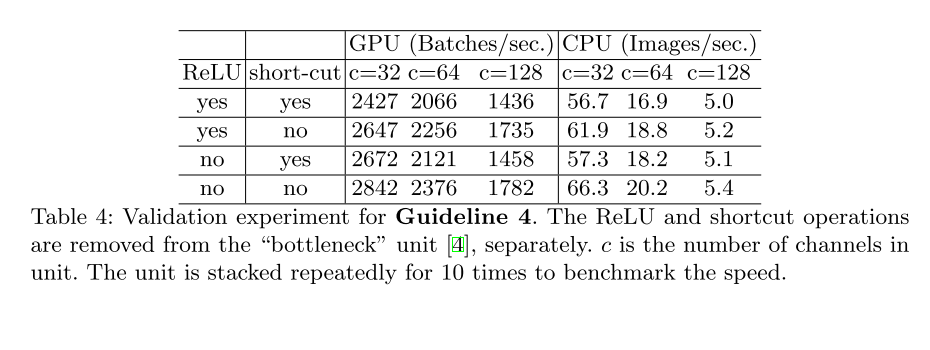 GPU (Batches/sec.) CPU (Images/sec.)
ReLU short-cut c=32 c=64 c=128 c=32 c=64 c=128
yes yes 2427 2066 1436 56.7 16.9 5.0
yes no 2647 2256 1735 61.9 18.8 5.2
no yes 2672 2121 1458 57.3 18.2 5.1
no no 2842 2376 1782 66.3 20.2 5.4
Table 4: Validation experiment for Guideline 4. The ReLU and shortcut operations
are removed from the “bottleneck” unit [4], separately. c is the number of channels in
unit. The unit is stacked repeatedly for 10 times to benchmark the speed.